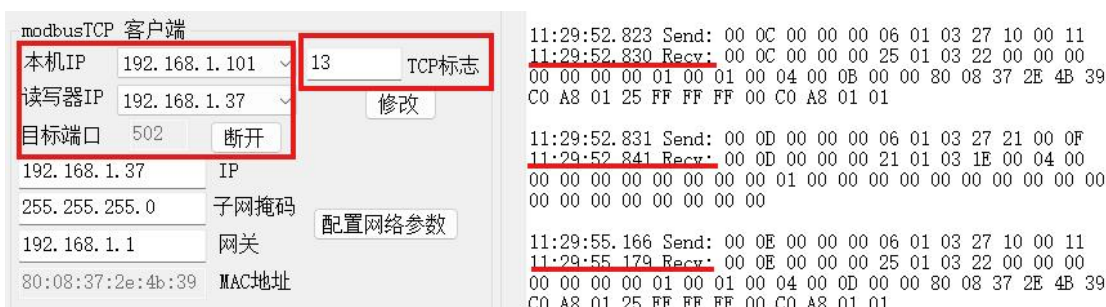 modbusTCP 客户端
本机IP 192.168.1.101 13 TCP标志
读写器IP 192.168.1.37 修改
目标端口 502 断开
192.168.1.37 IP
255.255.255.0 子网掩码
配置网络参数
192.168.1.1 网关
80:08:37:2e:4b:39 MAC地址
11:29:52.823 Send: 00 0C 00 00 00 06 01 03 27 10 00 11
11:29:52.830 Recv: 00 0C 00 00 00 25 01 03 22 00 00 00
00 00 00 00 01 00 01 00 04 00 0B 00 00 80 08 37 2E 4B 39
C0 A8 01 25 FF FF FF 00 C0 A8 01 01
11:29:52.831 Send: 00 0D 00 00 00 06 01 03 27 21 00 0F
11:29:52.841 Recv: 00 0D 00 00 00 21 01 03 1E 00 04 00
00 00 00 00 00 00 00 00 01 00 00 00 00 00 00 00 00 00 00
00 00 00 00 00 00 00 00
11:29:55.166 Send: 00 0E 00 00 00 06 01 03 27 10 00 11
11:29:55.179 Recv: 00 0E 00 00 00 25 01 03 22 00 00 00
00 00 00 00 01 00 01 00 04 00 0D 00 00 80 08 37 2E 4B 39
C0 A8 01 25 FF FF FF 00 C0 A8 01 01